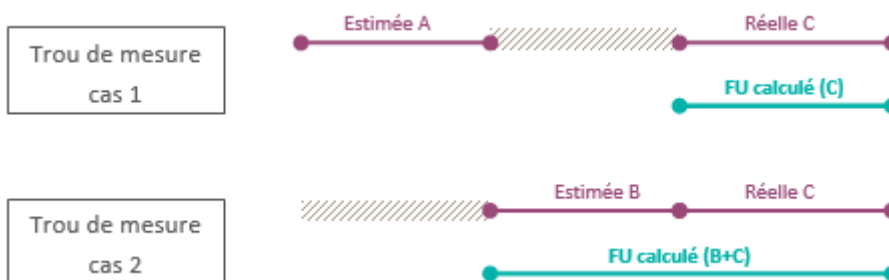 Trou de mesure
cas 1
Estimée A
Réelle C
FU calculé (C)
Trou de mesure
cas 2
Estimée B
Réelle C
FU calculé (B+C)